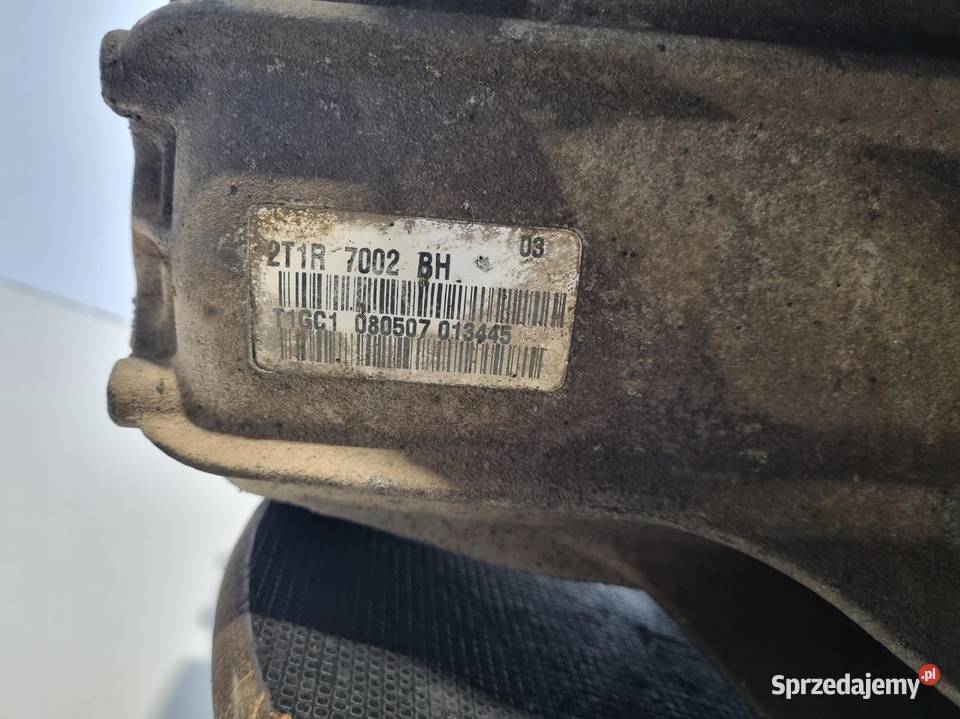 2T1R 7002 BH 03
T1GC1 080507 013445
Sprzedajemy.pl